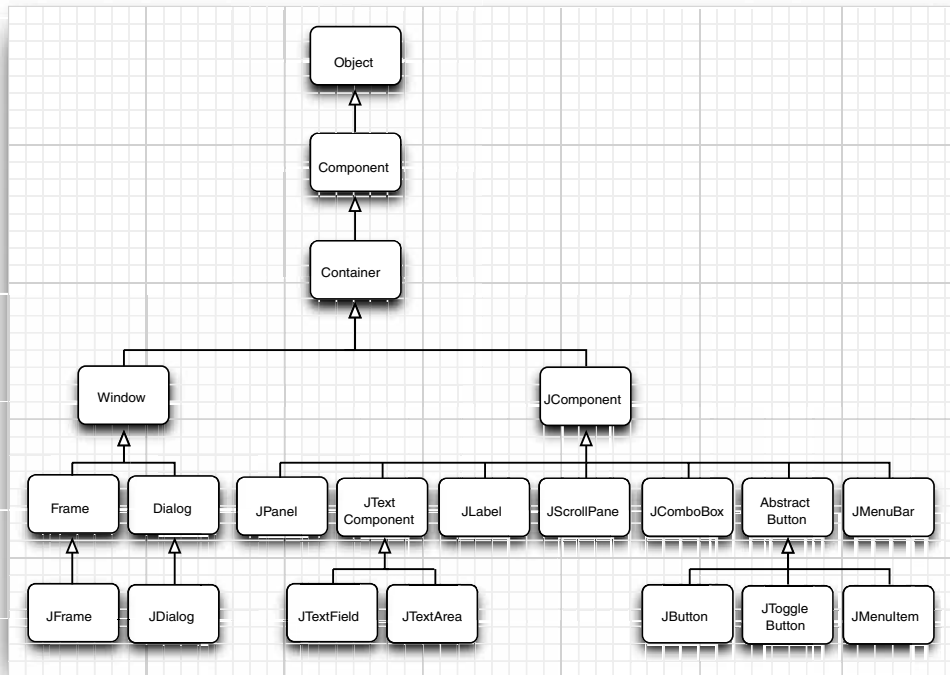 Object
Component
Container
Window
JComponent
Frame
Dialog
JPanel
JText
Component
JLabel
JScrollPane
JComboBox
Abstract
Button
JMenuBar
JFrame
JDialog
JTextField
JTextArea
JButton
JToggle
Button
JMenuItem